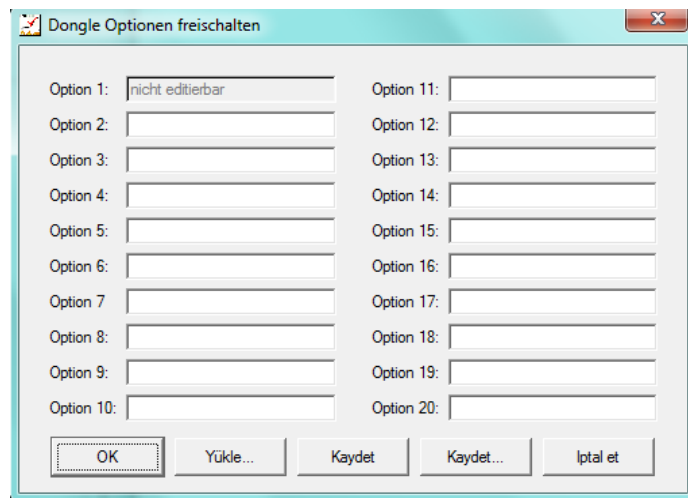 Dongle Optionen freischalten
Option 1: nicht editierbar
Option 2:
Option 3:
Option 4:
Option 5:
Option 6:
Option 7
Option 8:
Option 9:
Option 10:
Option 11:
Option 12:
Option 13:
Option 14:
Option 15:
Option 16:
Option 17:
Option 18:
Option 19:
Option 20:
OK Yükle... Kaydet Kaydet... Iptal et